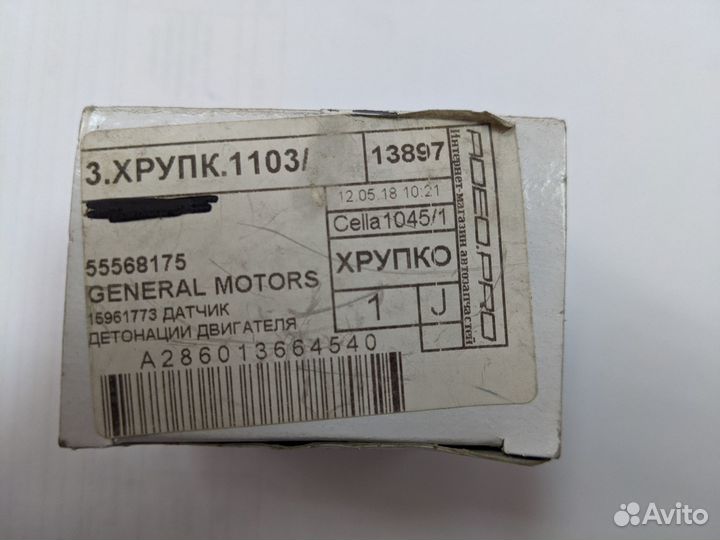 3.ХРУПК.1103/
13897
12.05.18 10:21
Cella1045/1
55568175
GENERAL MOTORS
15961773 ДАТЧИК
ДЕТОНАЦИИ ДВИГАТЕЛЯ
ХРУПКО
1
J
A286013664540
ADEO.PRO
Интернет-магазин автозапчастей
Avito